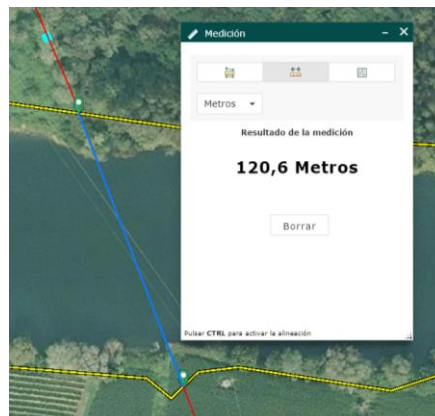 Medición
Metros
Resultado de la medición
120,6 Metros
Borrar
Pulsar CTRL para activar la alineación